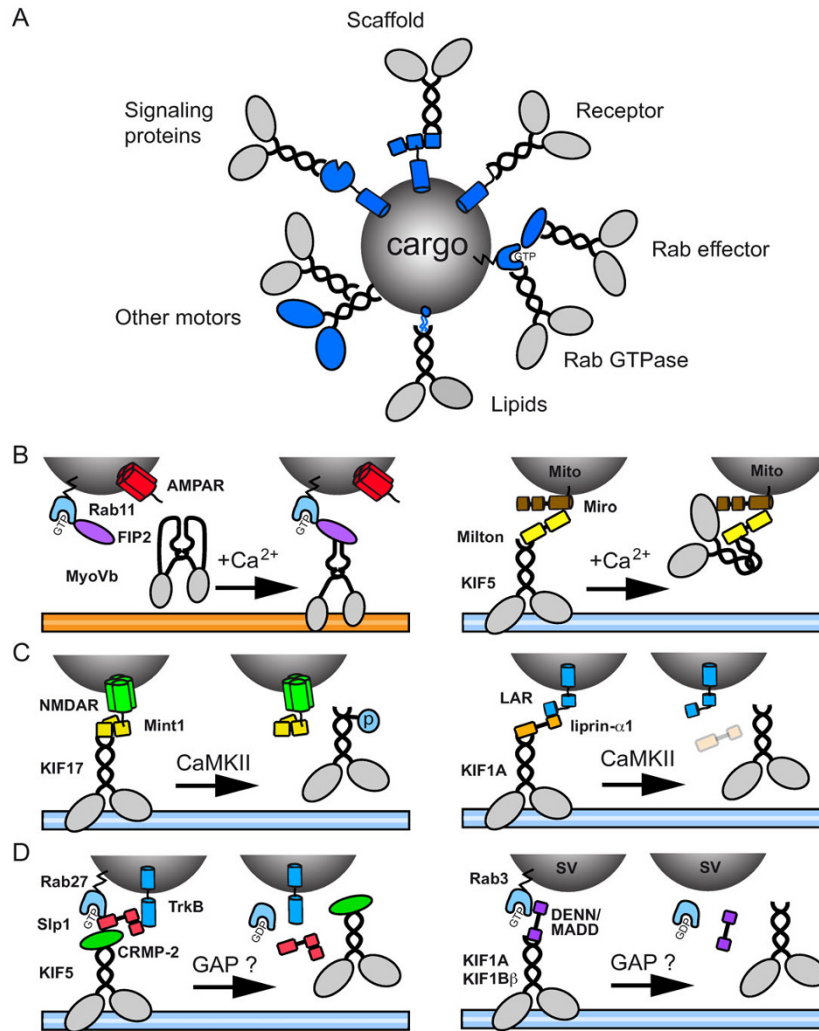 A
Scaffold
Signaling
proteins
Receptor
cargo
GTP
Rab effector
Other motors
Rab GTPase
Lipids
B
AMPAR
Rab11
GTP
FIP2
MyoVb
+Ca2+
GTP
Mito
Miro
Milton
KIF5
+Ca2+
Mito
C
NMDAR
Mint1
KIF17
CaMKII
p
LAR
liprin-α1
KIF1A
CaMKII
D
Rab27
GTP
TrkB
Slp1
CRMP-2
KIF5
GAP ?
GDP
SV
Rab3
GTP
DENN/
MADD
KIF1A
KIF1Bβ
GAP ?
SV
GDP